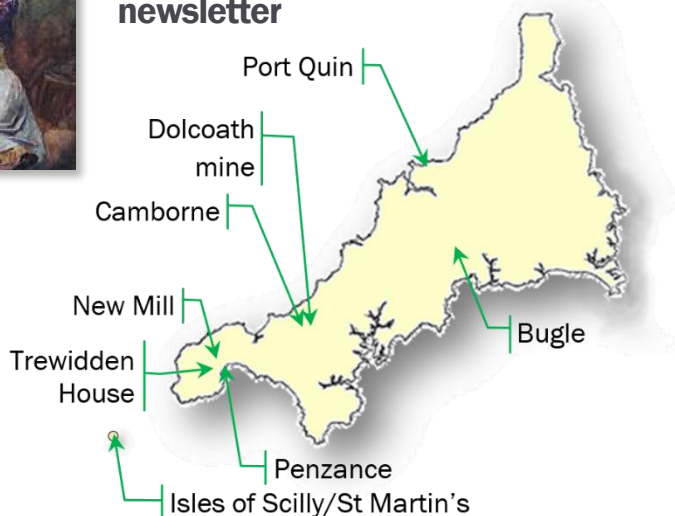 newsletter
Port Quin
Dolcoath
mine
Camborne
New Mill
Trewidden
House
Bugle
Penzance
Isles of Scilly/St Martin's